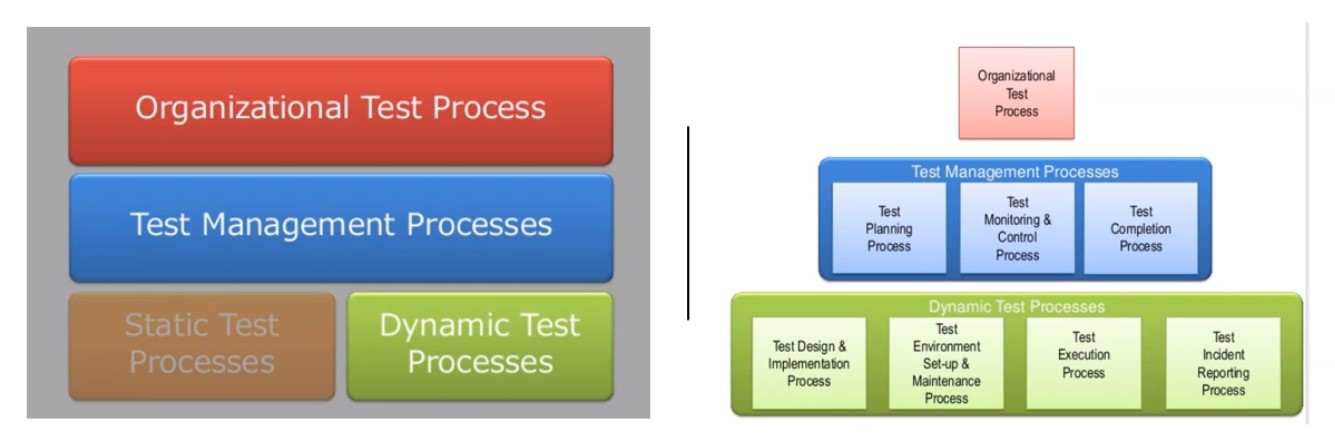 Organizational Test Process
Test Management Processes
Static Test
Processes
Dynamic Test
Processes
Organizational
Test
Process
Test Management Processes
Test
Planning
Process
Test
Monitoring &
Control
Process
Test
Completion
Process
Dynamic Test Processes
Test Design &
Implementation
Process
Test
Environment
Set-up &
Maintenance
Process
Test
Execution
Process
Test
Incident
Reporting
Process